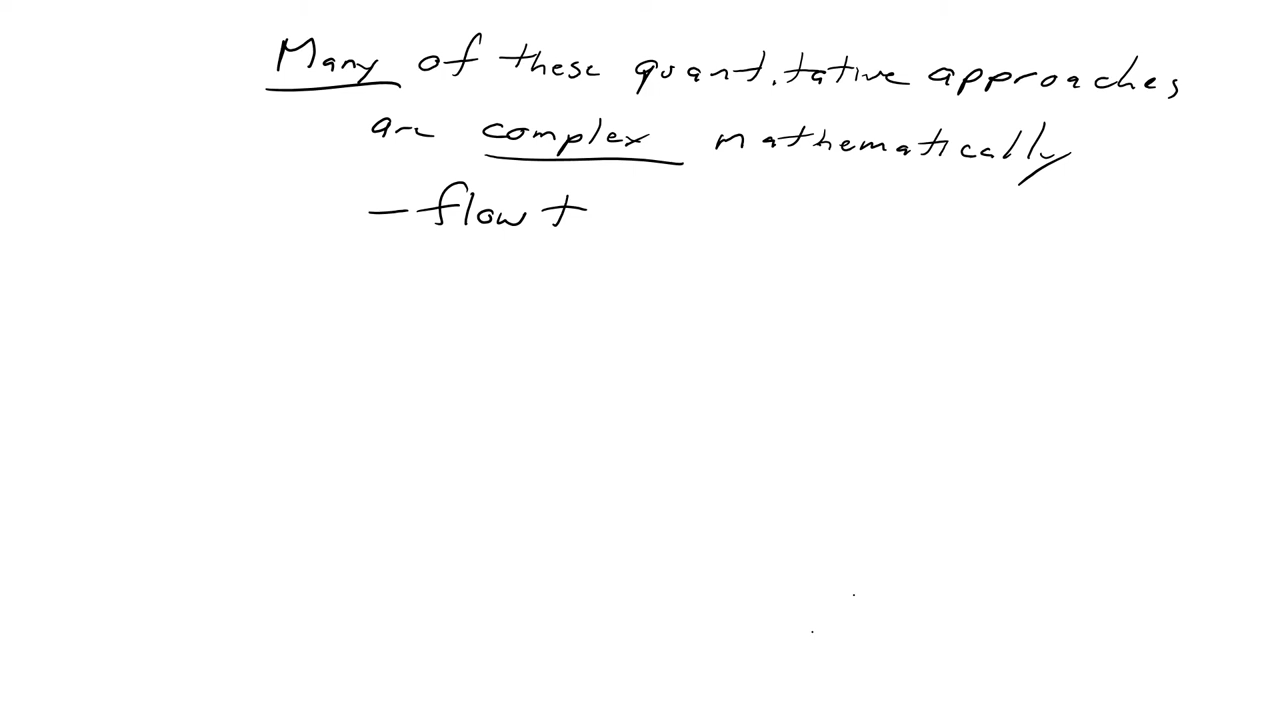 Many of these quantitative approaches
are complex mathematically
- flow t